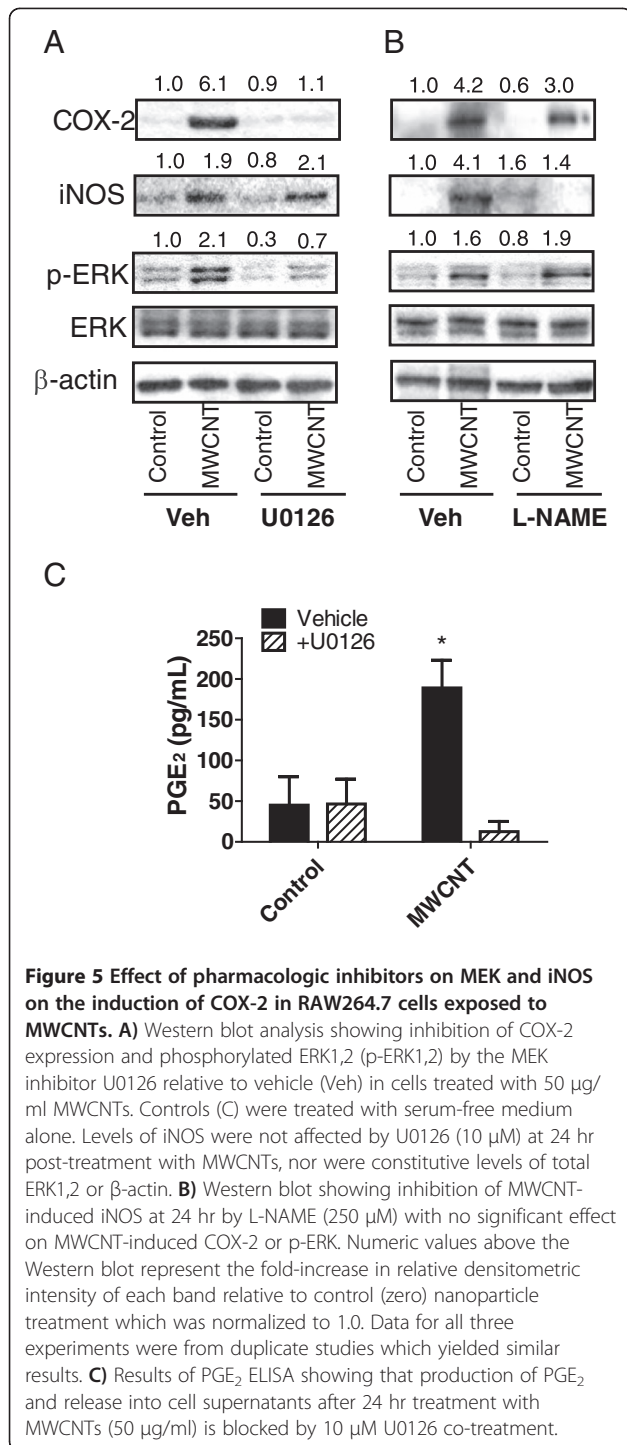 A
1.0 6.1 0.9 1.1
COX-2
1.0 1.9 0.8 2.1
iNOS
1.0 2.1 0.3 0.7
p-ERK
ERK
β-actin
Control MWCNT Control MWCNT
Veh U0126
B
1.0 4.2 0.6 3.0
1.0 4.1 1.6 1.4
1.0 1.6 0.8 1.9
Control MWCNT Control MWCNT
Veh L-NAME
C
Vehicle
+U0126
PGE₂ (pg/mL)
250
200
150
100
50
0
*
Control MWCNT
Figure 5 Effect of pharmacologic inhibitors on MEK and iNOS
on the induction of COX-2 in RAW264.7 cells exposed to
MWCNTs. A) Western blot analysis showing inhibition of COX-2
expression and phosphorylated ERK1,2 (p-ERK1,2) by the MEK
inhibitor U0126 relative to vehicle (Veh) in cells treated with 50 μg/
ml MWCNTs. Controls (C) were treated with serum-free medium
alone. Levels of iNOS were not affected by U0126 (10 μM) at 24 hr
post-treatment with MWCNTs, nor were constitutive levels of total
ERK1,2 or β-actin. B) Western blot showing inhibition of MWCNT-
induced iNOS at 24 hr by L-NAME (250 μM) with no significant effect
on MWCNT-induced COX-2 or p-ERK. Numeric values above the
Western blot represent the fold-increase in relative densitometric
intensity of each band relative to control (zero) nanoparticle
treatment which was normalized to 1.0. Data for all three
experiments were from duplicate studies which yielded similar
results. C) Results of PGE₂ ELISA showing that production of PGE₂
and release into cell supernatants after 24 hr treatment with
MWCNTs (50 μg/ml) is blocked by 10 μM U0126 co-treatment.